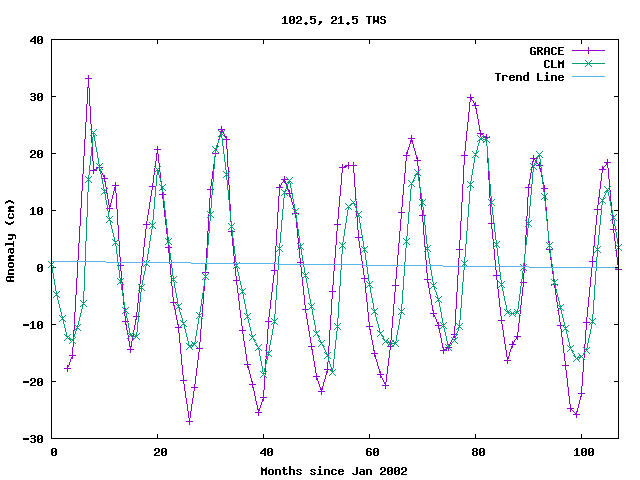 102.5, 21.5 TWS
GRACE
CLM
Trend Line
40
30
20
10
0
-10
-20
-30
Anomaly (cm)
0 20 40 60 80 100
Months since Jan 2002